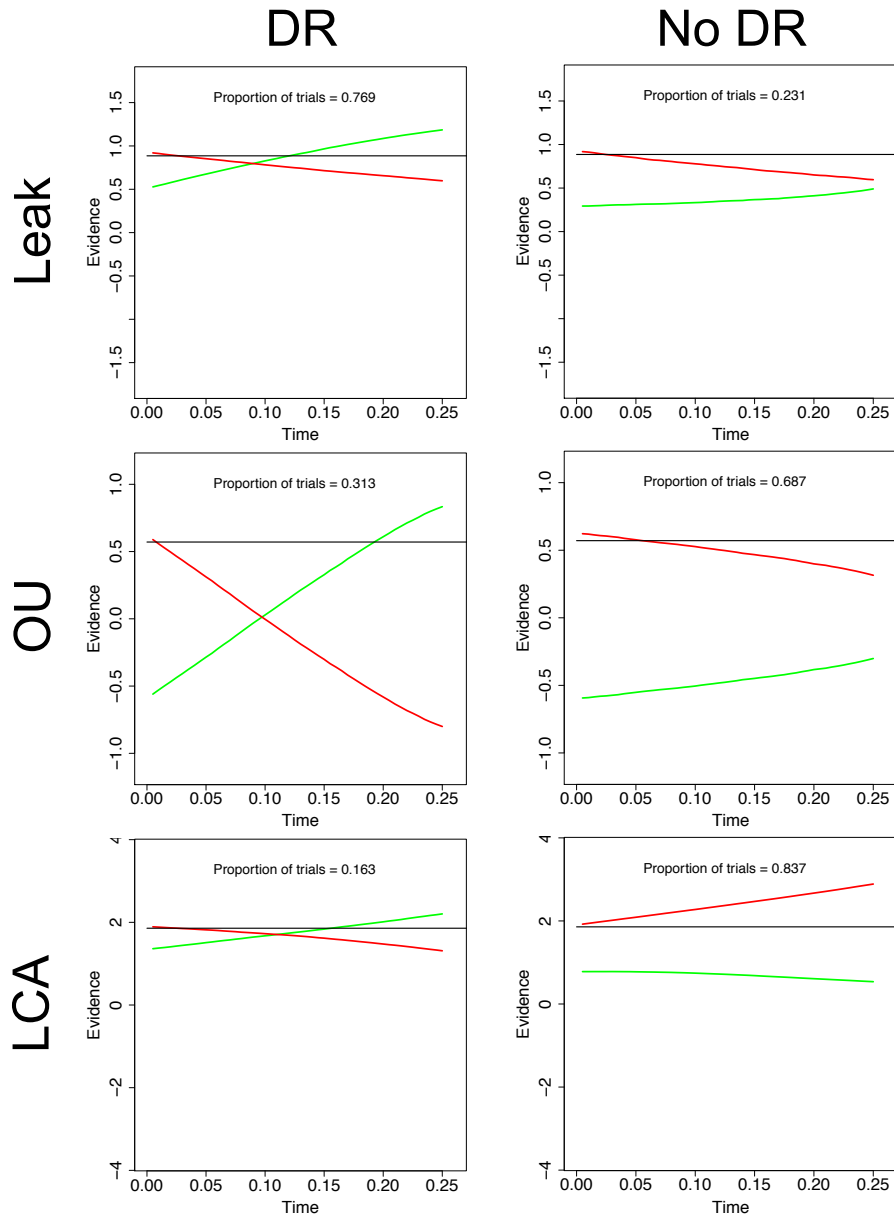 DR
No DR
Leak
Proportion of trials = 0.769
Evidence
1.5
1.0
0.5
0.0
−0.5
−1.5
0.00 0.05 0.10 0.15 0.20 0.25
Time
Proportion of trials = 0.231
Evidence
1.5
1.0
0.5
0.0
−0.5
−1.5
0.00 0.05 0.10 0.15 0.20 0.25
Time
OU
Proportion of trials = 0.313
Evidence
1.0
0.5
0.0
−0.5
−1.0
0.00 0.05 0.10 0.15 0.20 0.25
Time
Proportion of trials = 0.687
Evidence
1.0
0.5
0.0
−0.5
−1.0
0.00 0.05 0.10 0.15 0.20 0.25
Time
LCA
Proportion of trials = 0.163
Evidence
4
2
0
−2
−4
0.00 0.05 0.10 0.15 0.20 0.25
Time
Proportion of trials = 0.837
Evidence
4
2
0
−2
−4
0.00 0.05 0.10 0.15 0.20 0.25
Time